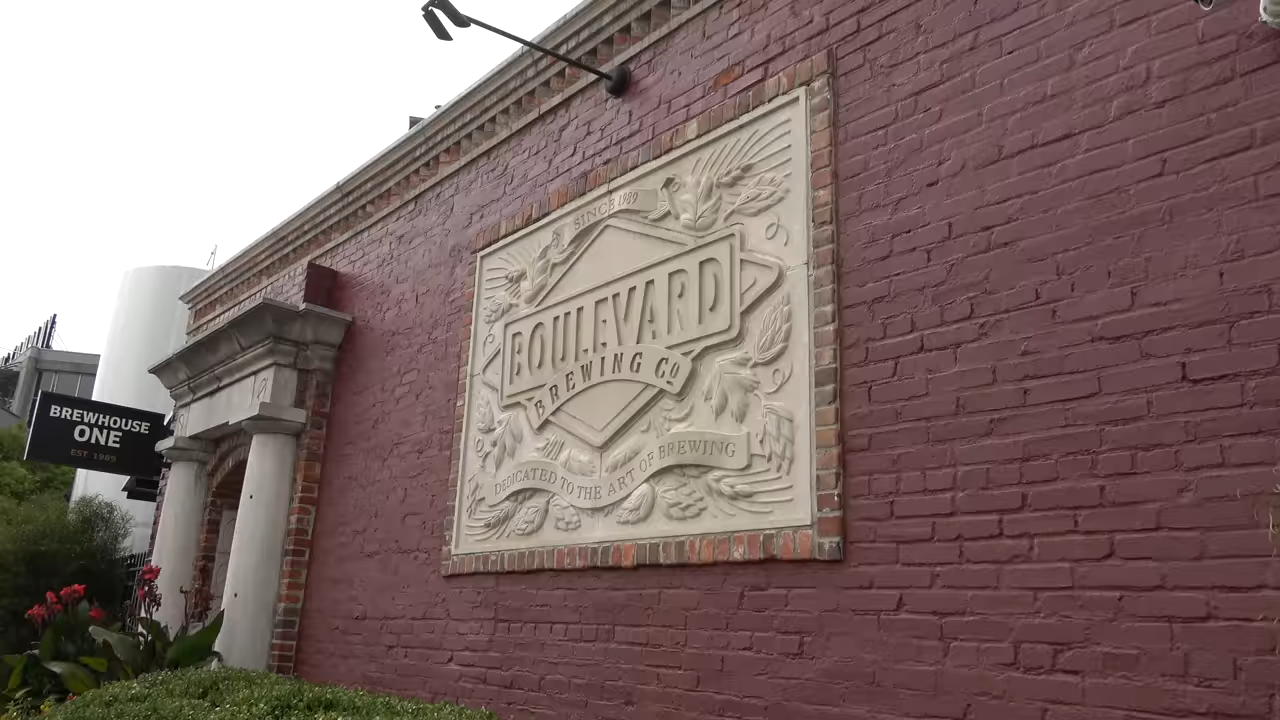 BREWHOUSE
ONE
EST 1989
SINCE 1989
BOULEVARD
BREWING Co
DEDICATED TO THE ART OF BREWING